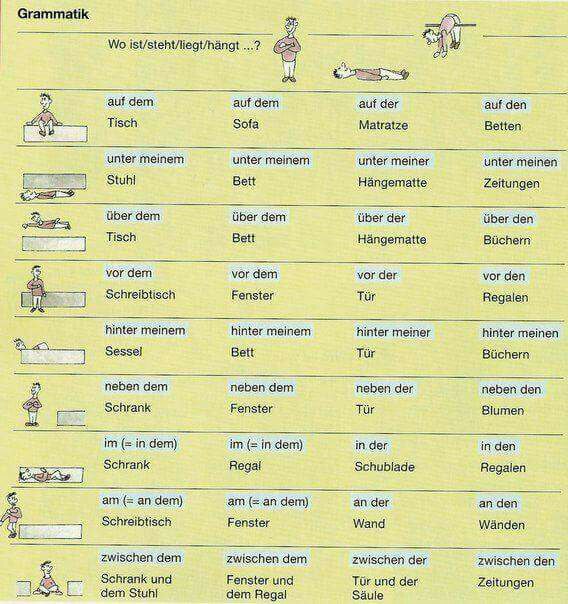 Grammatik
Wo ist/steht/liegt/hängt ...?
auf dem auf dem auf der auf den
Tisch Sofa Matratze Betten
unter meinem unter meinem unter meiner unter meinen
Stuhl Bett Hängematte Zeitungen
über dem über dem über der über den
Tisch Bett Hängematte Büchern
vor dem vor dem vor der vor den
Schreibtisch Fenster Tür Regalen
hinter meinem hinter meinem hinter meiner hinter meinen
Sessel Bett Tür Büchern
neben dem neben dem neben der neben den
Schrank Fenster Tür Blumen
im (= in dem) im (= in dem) in der in den
Schrank Regal Schublade Regalen
am (= an dem) am (= an dem) an der an den
Schreibtisch Fenster Wand Wänden
zwischen dem zwischen dem zwischen der zwischen den
Schrank und Fenster und Tür und der Zeitungen
dem Stuhl dem Regal Säule